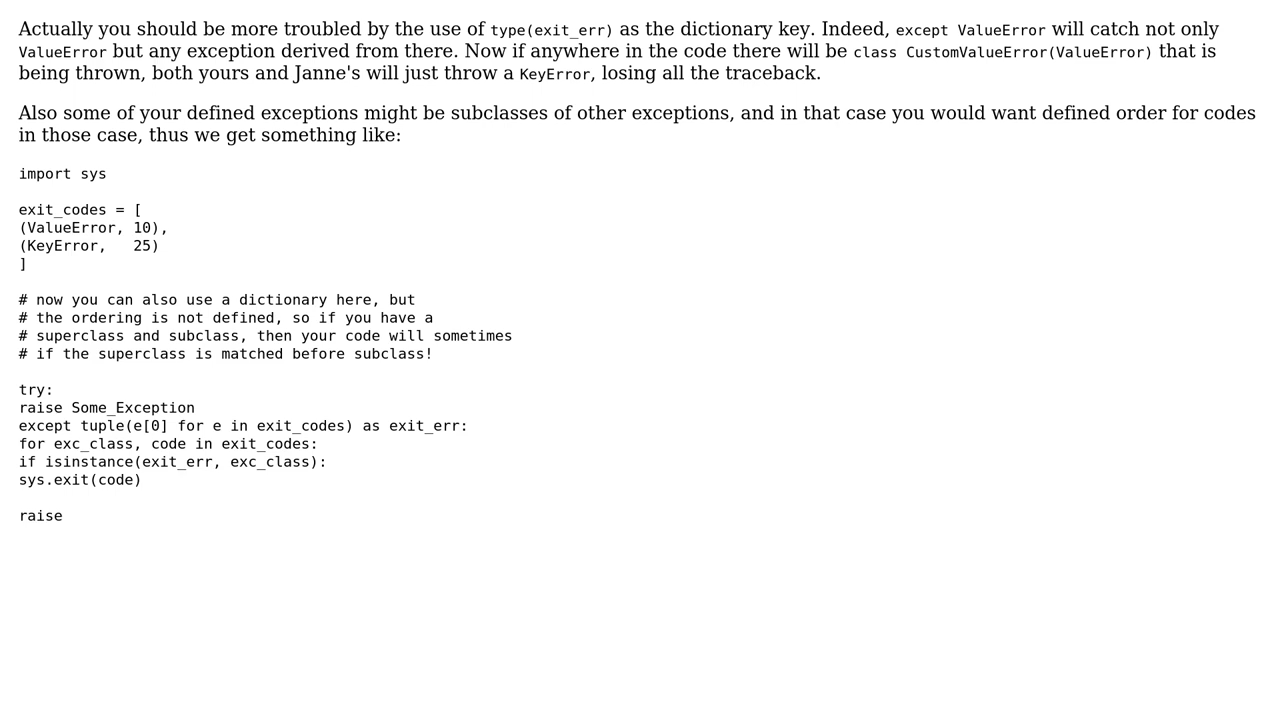 Actually you should be more troubled by the use of type(exit_err) as the dictionary key. Indeed, except ValueError will catch not only
ValueError but any exception derived from there. Now if anywhere in the code there will be class CustomValueError(ValueError) that is
being thrown, both yours and Janne's will just throw a KeyError, losing all the traceback.
Also some of your defined exceptions might be subclasses of other exceptions, and in that case you would want defined order for codes
in those case, thus we get something like:
import sys
exit_codes = [
(ValueError, 10),
(KeyError,   25)
]
# now you can also use a dictionary here, but
# the ordering is not defined, so if you have a
# superclass and subclass, then your code will sometimes
# if the superclass is matched before subclass!
try:
raise Some_Exception
except tuple(e[0] for e in exit_codes) as exit_err:
for exc_class, code in exit_codes:
if isinstance(exit_err, exc_class):
sys.exit(code)
raise